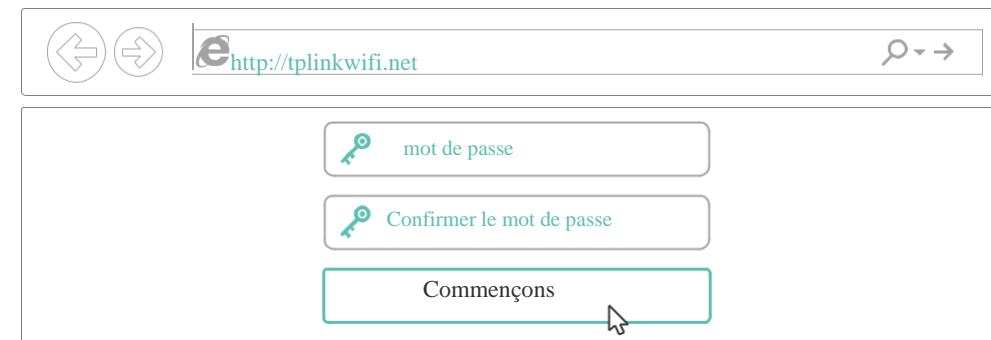 http://tplinkwifi.net
mot de passe
Confirmer le mot de passe
Commençons